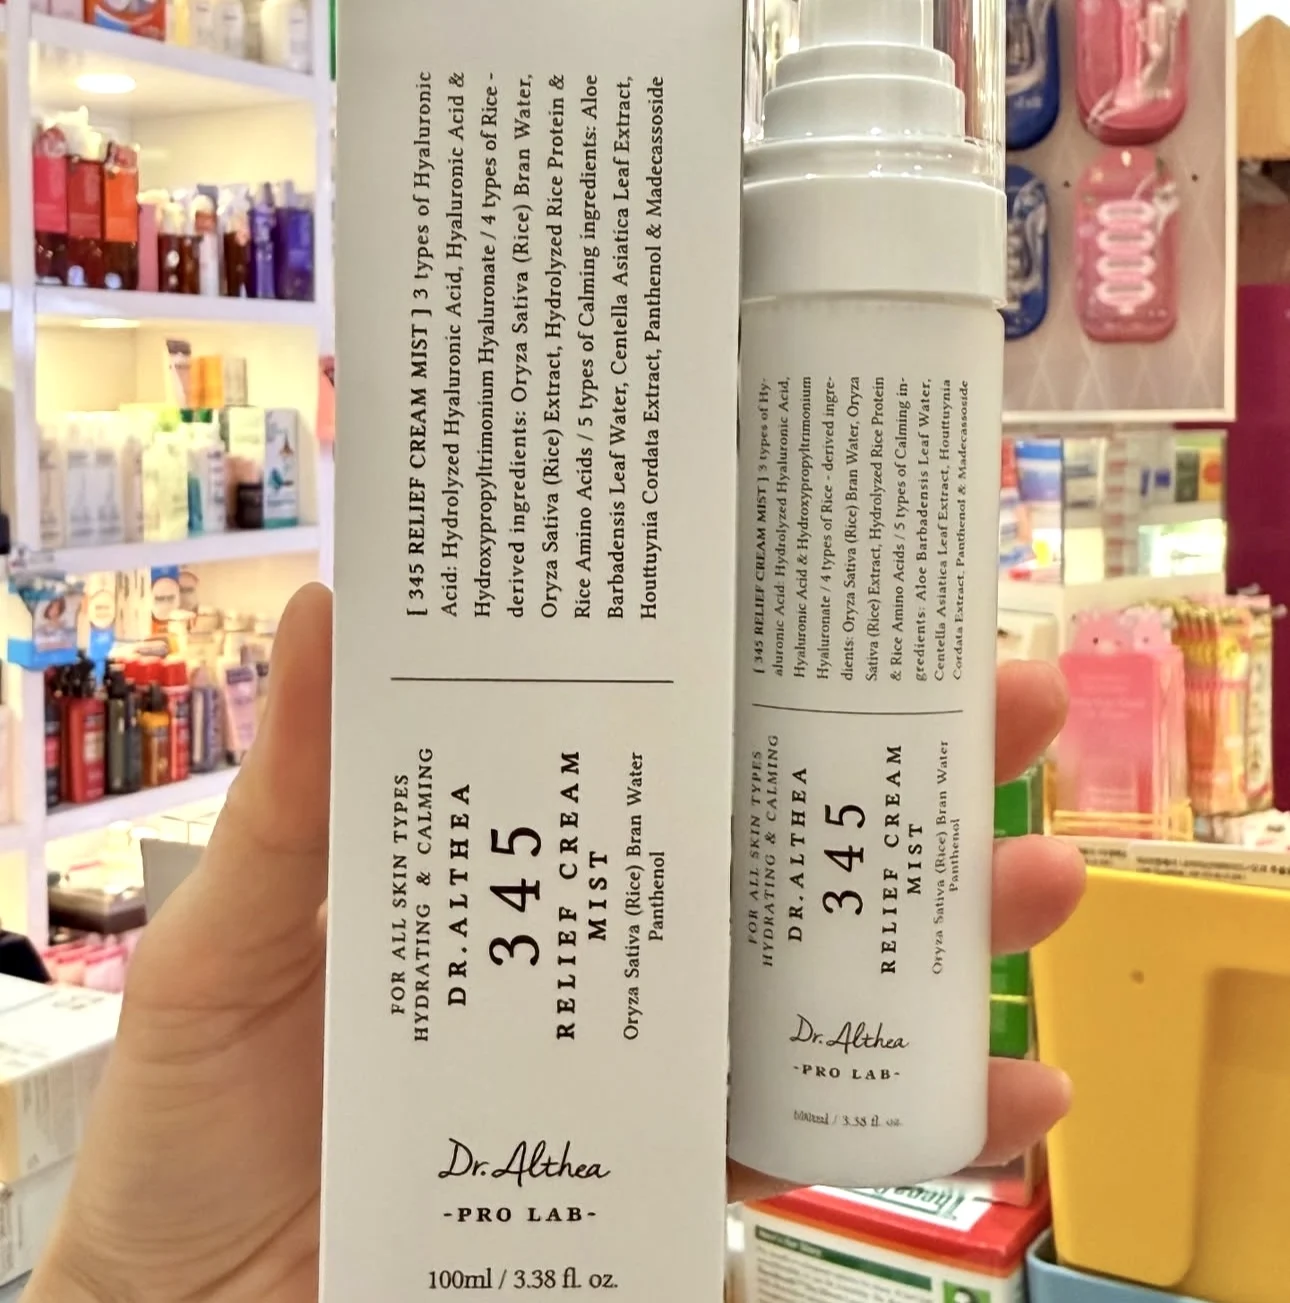 [ 345 RELIEF CREAM MIST ] 3 types of Hyaluronic
Acid: Hydrolyzed Hyaluronic Acid, Hyaluronic Acid &
Hydroxypropyltrimonium Hyaluronate / 4 types of Rice -
derived ingredients: Oryza Sativa (Rice) Bran Water,
Oryza Sativa (Rice) Extract, Hydrolyzed Rice Protein &
Rice Amino Acids / 5 types of Calming ingredients: Aloe
Barbadensis Leaf Water, Centella Asiatica Leaf Extract,
Houttuynia Cordata Extract, Panthenol & Madecassoside
FOR ALL SKIN TYPES
HYDRATING & CALMING
DR.ALTHEA
345
RELIEF CREAM
MIST
Oryza Sativa (Rice) Bran Water
Panthenol
Dr.Althea
-PRO LAB-
100ml / 3.38 fl. oz.
[ 345 RELIEF CREAM MIST ] 3 types of Hy-
aluronic Acid: Hydrolyzed Hyaluronic Acid,
Hyaluronic Acid & Hydroxypropyltrimonium
Hyaluronate / 4 types of Rice - derived ingre-
dients: Oryza Sativa (Rice) Bran Water, Oryza
Sativa (Rice) Extract, Hydrolyzed Rice Protein
& Rice Amino Acids / 5 types of Calming in-
gredients: Aloe Barbadensis Leaf Water,
Centella Asiatica Leaf Extract, Houttuynia
Cordata Extract, Panthenol & Madecassoside
FOR ALL SKIN TYPES
HYDRATING & CALMING
DR.ALTHEA
345
RELIEF CREAM
MIST
Oryza Sativa (Rice) Bran Water
Panthenol
Dr.Althea
-PRO LAB-
100ml / 3.38 fl. oz.